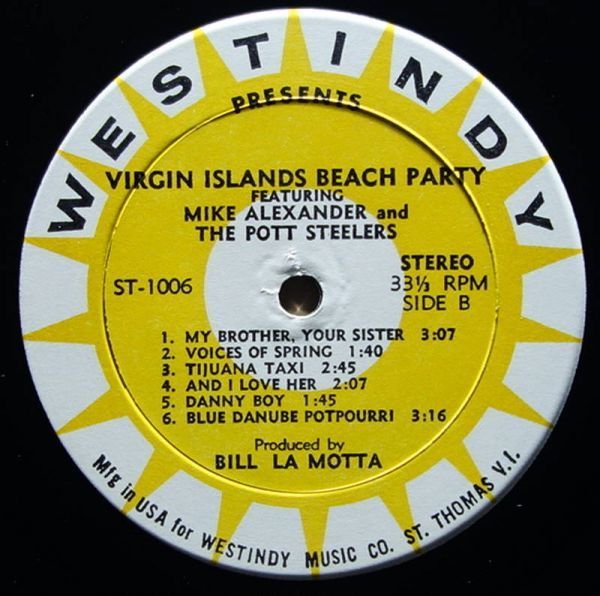 WESTINDY
PRESENTS
VIRGIN ISLANDS BEACH PARTY
FEATURING
MIKE ALEXANDER and
THE POTT STEELERS
ST-1006
STEREO
33⅓ RPM
SIDE B
1. MY BROTHER, YOUR SISTER 3:07
2. VOICES OF SPRING 1:40
3. TIJUANA TAXI 2:45
4. AND I LOVE HER 2:07
5. DANNY BOY 1:45
6. BLUE DANUBE POTPOURRI 3:16
Produced by
BILL LA MOTTA
Mfg in USA for WESTINDY MUSIC CO. ST. THOMAS V.I.